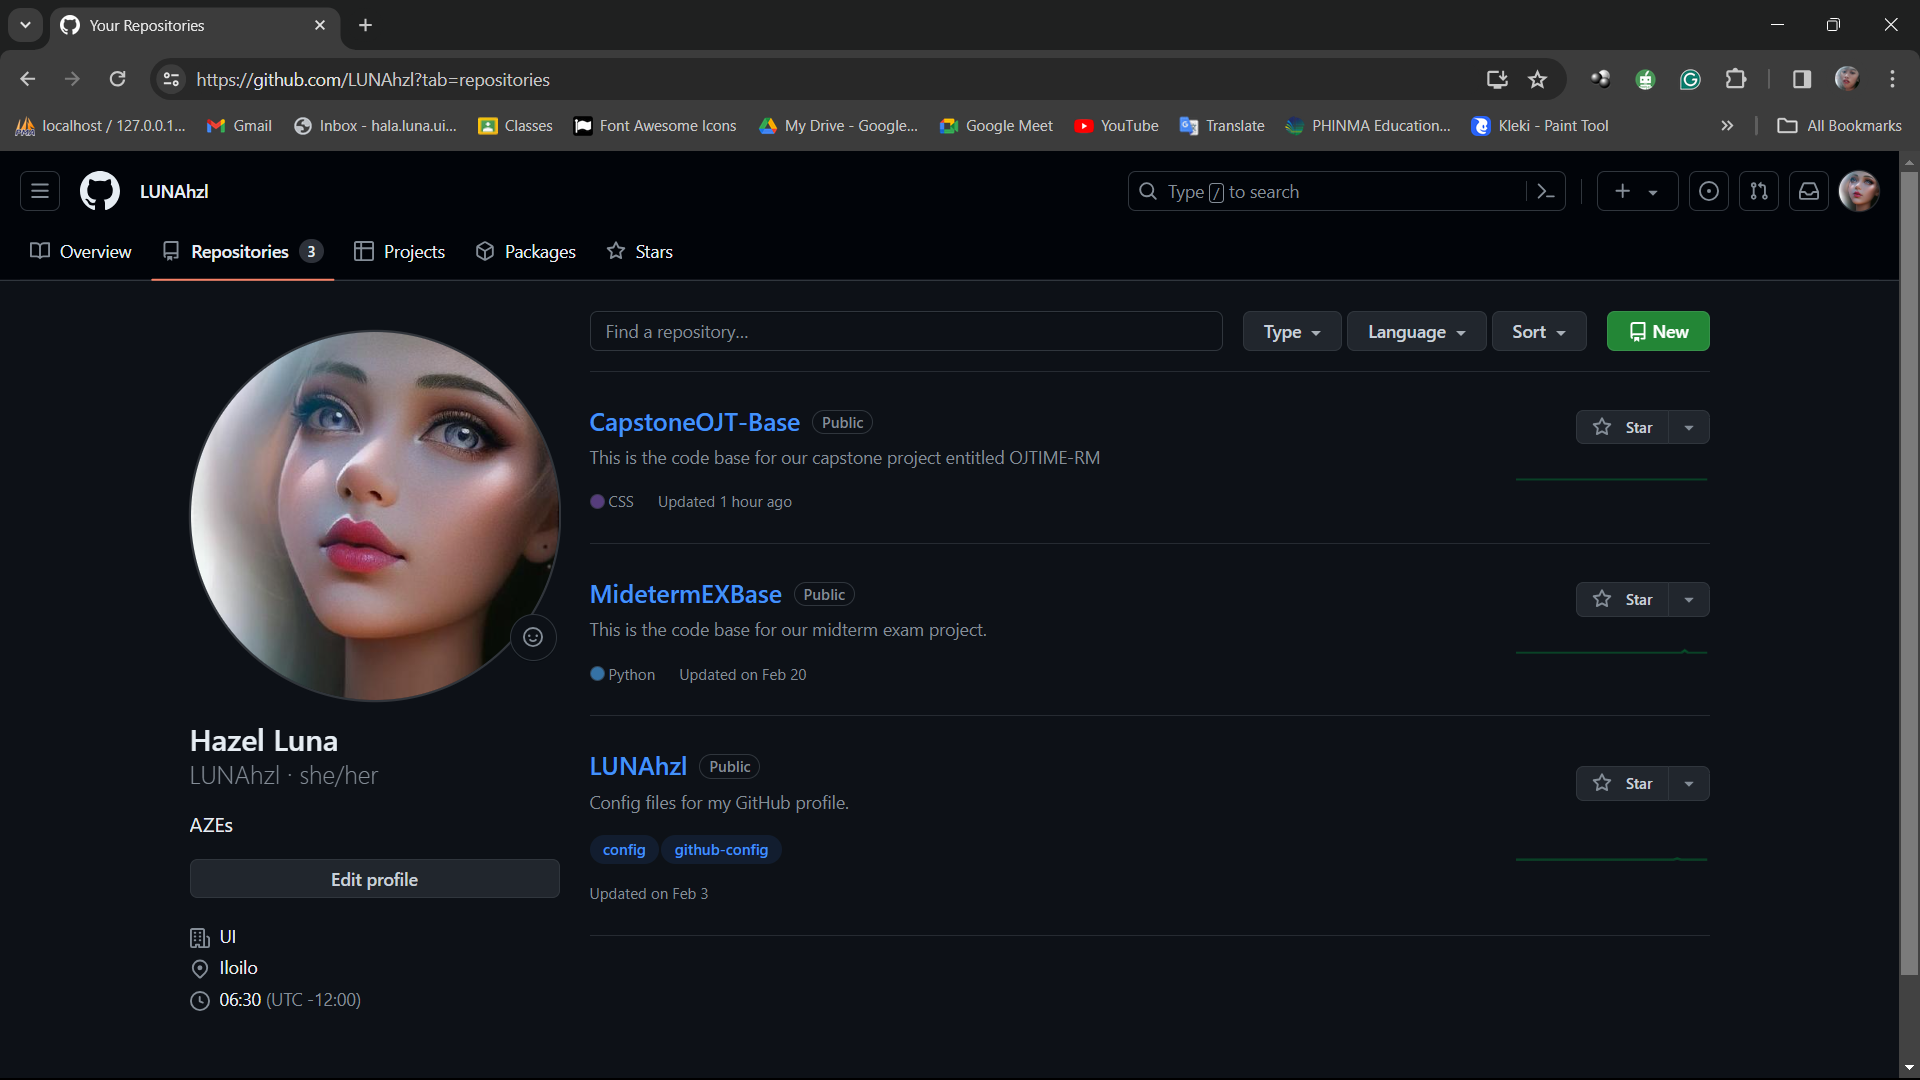 Your Repositories
https://github.com/LUNAhzl?tab=repositories
localhost / 127.0.0.1... Gmail Inbox - hala.luna.ui... Classes Font Awesome Icons My Drive - Google... Google Meet YouTube Translate PHINMA Education... Kleki - Paint Tool » All Bookmarks
LUNAhzl Type / to search
Overview Repositories 3 Projects Packages Stars
Find a repository... Type Language Sort New
CapstoneOJT-Base Public Star
This is the code base for our capstone project entitled OJTIME-RM
CSS Updated 1 hour ago
MidetermEXBase Public Star
This is the code base for our midterm exam project.
Python Updated on Feb 20
LUNAhzl Public Star
Config files for my GitHub profile.
config github-config
Updated on Feb 3
Hazel Luna
LUNAhzl · she/her
AZEs
Edit profile
UI
Iloilo
06:30 (UTC -12:00)